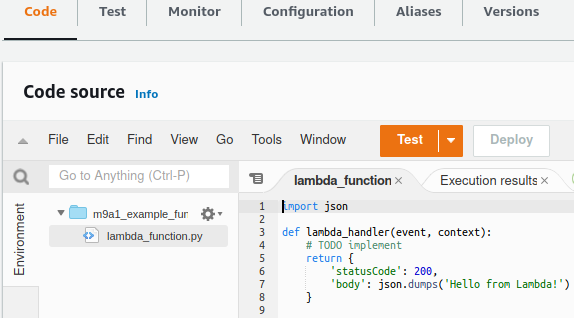 Code Test Monitor Configuration Aliases Versions
Code source Info
File Edit Find View Go Tools Window Test Deploy
Go to Anything (Ctrl-P) lambda_function Execution results
Environment
m9a1_example_fun
lambda_function.py
1 import json
2
3 def lambda_handler(event, context):
4 # TODO implement
5 return {
6 'statusCode': 200,
7 'body': json.dumps('Hello from Lambda!')
8 }
9